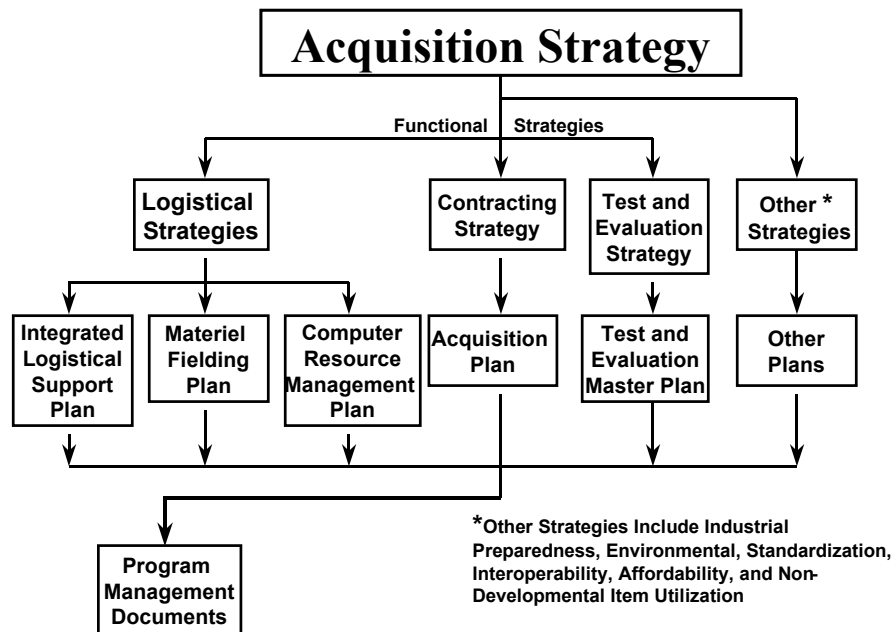 Acquisition Strategy
Functional Strategies
Logistical
Strategies
Contracting
Strategy
Test and
Evaluation
Strategy
Other *
Strategies
Integrated
Logistical
Support
Plan
Materiel
Fielding
Plan
Computer
Resource
Management
Plan
Acquisition
Plan
Test and
Evaluation
Master Plan
Other
Plans
*Other Strategies Include Industrial
Preparedness, Environmental, Standardization,
Interoperability, Affordability, and Non-
Developmental Item Utilization
Program
Management
Documents